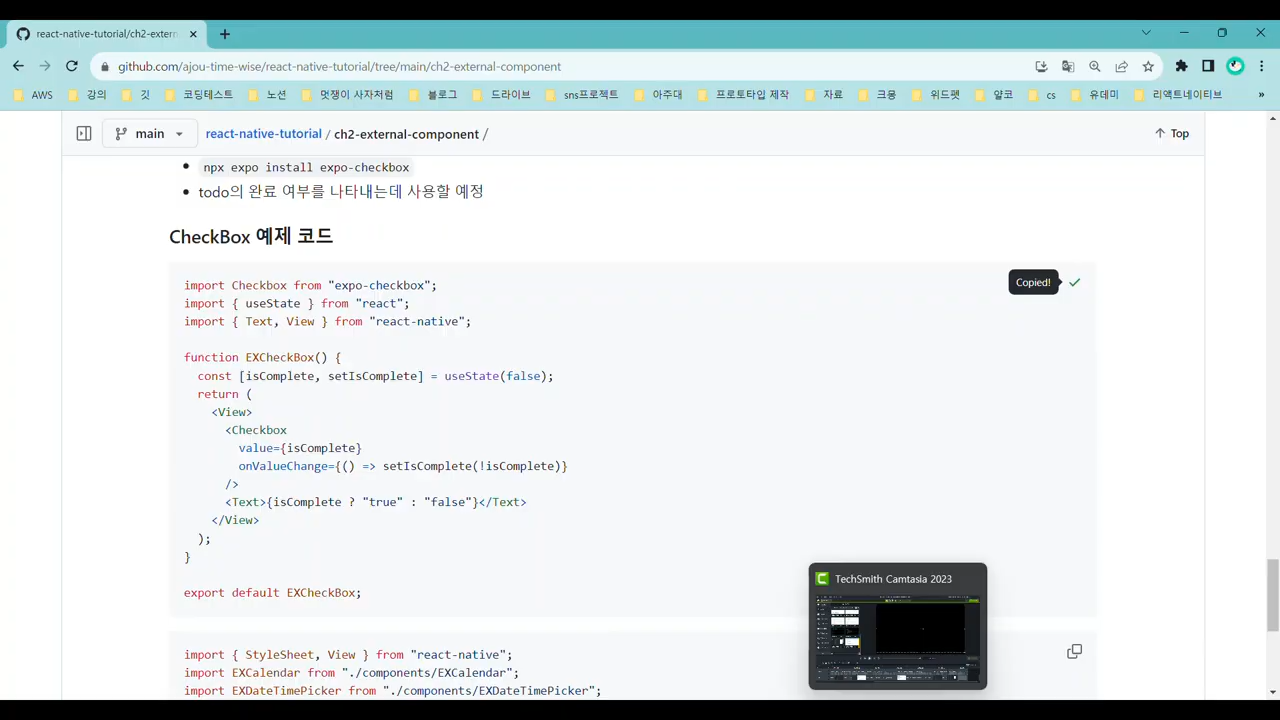 react-native-tutorial/ch2-extern
github.com/ajou-time-wise/react-native-tutorial/tree/main/ch2-external-component
AWS 강의 깃 코딩테스트 노션 멋쟁이 사자처럼 블로그 드라이브 sns프로젝트 아주대 프로토타입 제작 자료 크몽 위드펫 알코 cs 유데미 리액트네이티브 »
main react-native-tutorial / ch2-external-component / Top
npx expo install expo-checkbox
todo의 완료 여부를 나타내는데 사용할 예정
CheckBox 예제 코드
Copied!
import Checkbox from "expo-checkbox";
import { useState } from "react";
import { Text, View } from "react-native";
function EXCheckBox() {
const [isComplete, setIsComplete] = useState(false);
return (
<View>
<Checkbox
value={isComplete}
onValueChange={() => setIsComplete(!isComplete)}
/>
<Text>{isComplete ? "true" : "false"}</Text>
</View>
);
}
export default EXCheckBox;
TechSmith Camtasia 2023
import { StyleSheet, View } from "react-native";
import EXCalendar from "./components/EXCalendar";
import EXDateTimePicker from "./components/EXDateTimePicker";